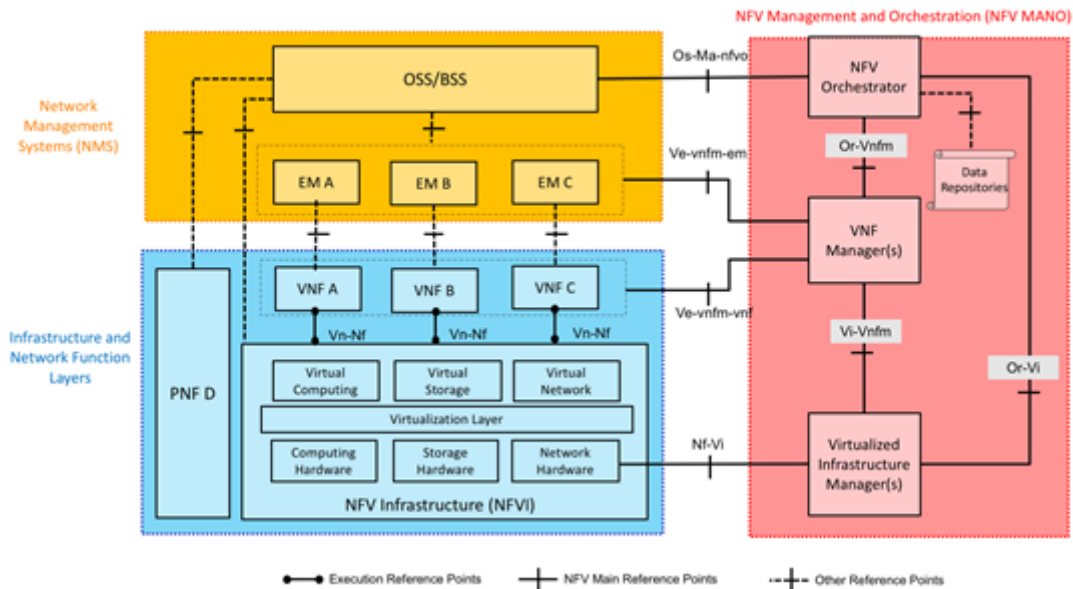 NFV Management and Orchestration (NFV MANO)
Network
Management
Systems (NMS)
OSS/BSS
EM A
EM B
EM C
Os-Ma-nfvo
Ve-vnfm-em
Ve-vnfm-vnf
NFV
Orchestrator
Or-Vnfm
Data
Repositories
VNF
Manager(s)
Vi-Vnfm
Or-Vi
Virtualized
Infrastructure
Manager(s)
Nf-Vi
Infrastructure and
Network Function
Layers
PNF D
VNF A
VNF B
VNF C
Vn-Nf
Vn-Nf
Vn-Nf
Virtual
Computing
Virtual
Storage
Virtual
Network
Virtualization Layer
Computing
Hardware
Storage
Hardware
Network
Hardware
NFV Infrastructure (NFVI)
Execution Reference Points
NFV Main Reference Points
Other Reference Points